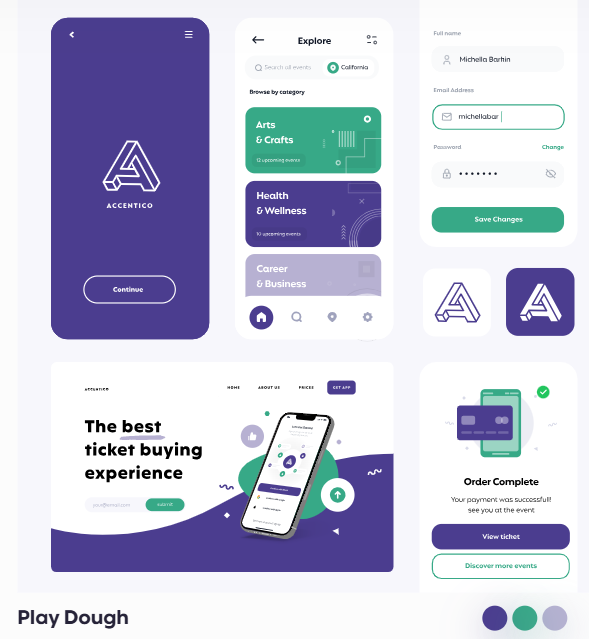 ACCENTICO
Continue
Explore
Search all events
California
Browse by category
Arts
& Crafts
12 upcoming events
Health
& Wellness
10 upcoming events
Career
& Business
Full name
Michella Barhin
Email Address
michellabar
Password
Change
•••••••
Save Changes
ACCENTICO
HOME
ABOUT US
PRICES
GET APP
The best
ticket buying
experience
your@email.com
SUBMIT
Order Complete
Your payment was successfull!
see you at the event
View ticket
Discover more events
Play Dough